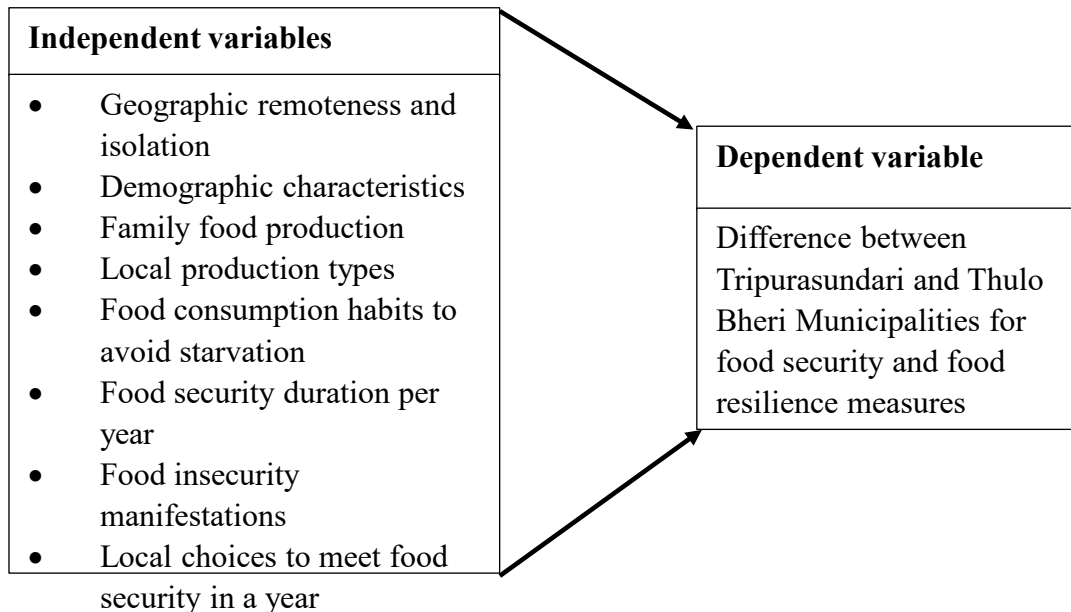 Independent variables
• Geographic remoteness and
isolation
• Demographic characteristics
• Family food production
• Local production types
• Food consumption habits to
avoid starvation
• Food security duration per
year
• Food insecurity
manifestations
• Local choices to meet food
security in a year
Dependent variable
Difference between
Tripurasundari and Thulo
Bheri Municipalities for
food security and food
resilience measures